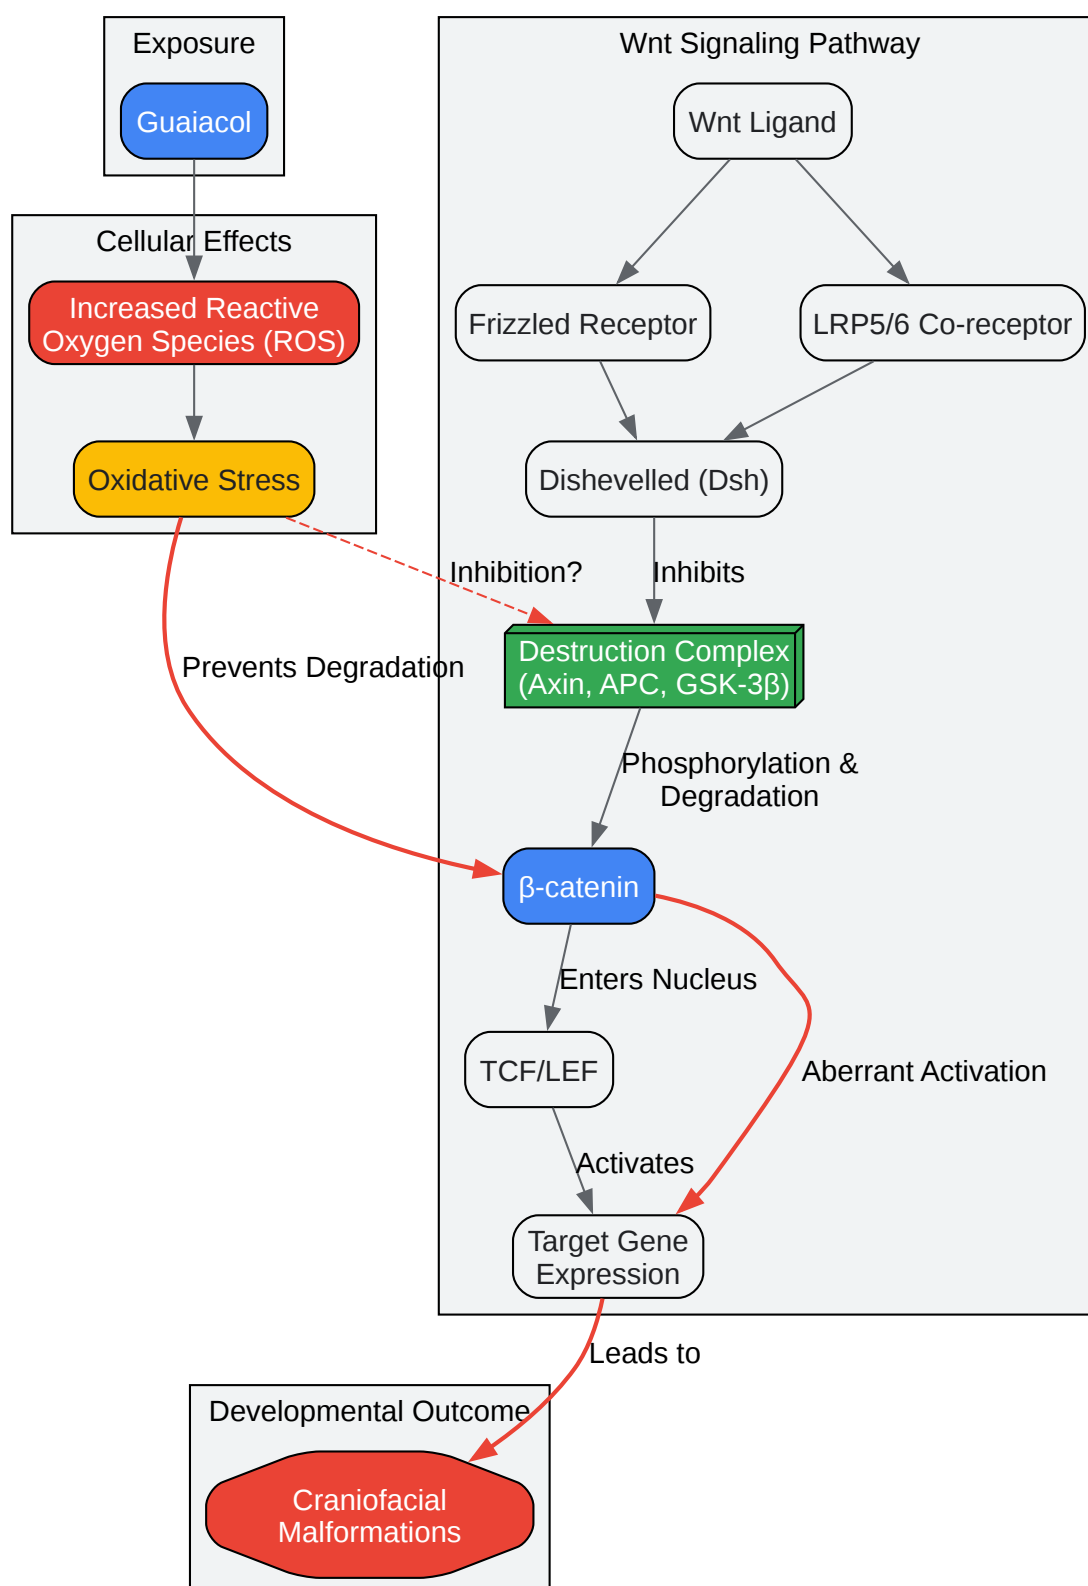 Exposure
Guaiacol
Cellular Effects
Increased Reactive
Oxygen Species (ROS)
Oxidative Stress
Wnt Signaling Pathway
Wnt Ligand
Frizzled Receptor
LRP5/6 Co-receptor
Dishevelled (Dsh)
Inhibition?
Inhibits
Destruction Complex
(Axin, APC, GSK-3β)
Prevents Degradation
Phosphorylation &
Degradation
β-catenin
Enters Nucleus
TCF/LEF
Aberrant Activation
Activates
Target Gene
Expression
Leads to
Developmental Outcome
Craniofacial
Malformations